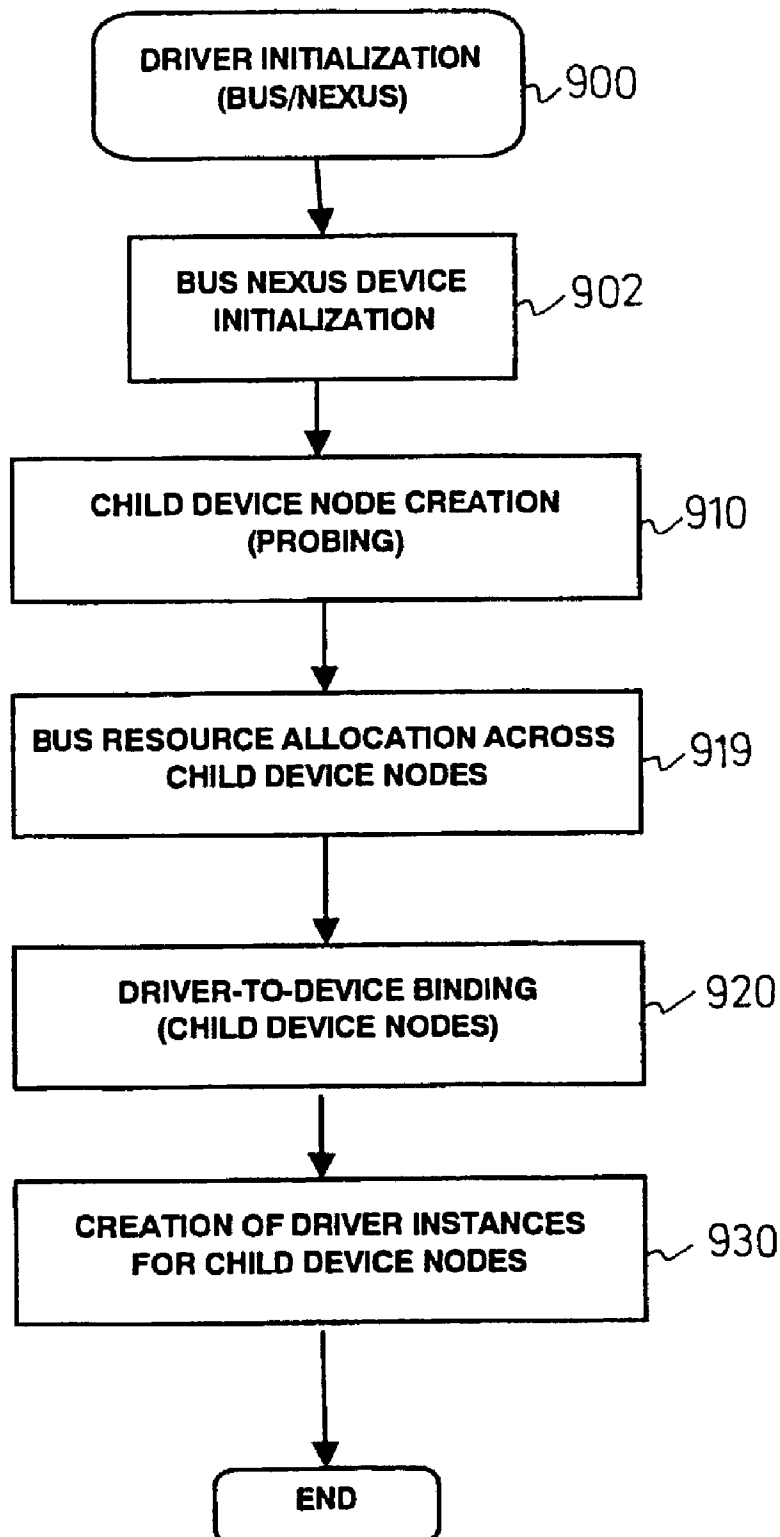 DRIVER INITIALIZATION
(BUS/NEXUS)
900
BUS NEXUS DEVICE
INITIALIZATION
902
CHILD DEVICE NODE CREATION
(PROBING)
910
BUS RESOURCE ALLOCATION ACROSS
CHILD DEVICE NODES
919
DRIVER-TO-DEVICE BINDING
(CHILD DEVICE NODES)
920
CREATION OF DRIVER INSTANCES
FOR CHILD DEVICE NODES
930
END